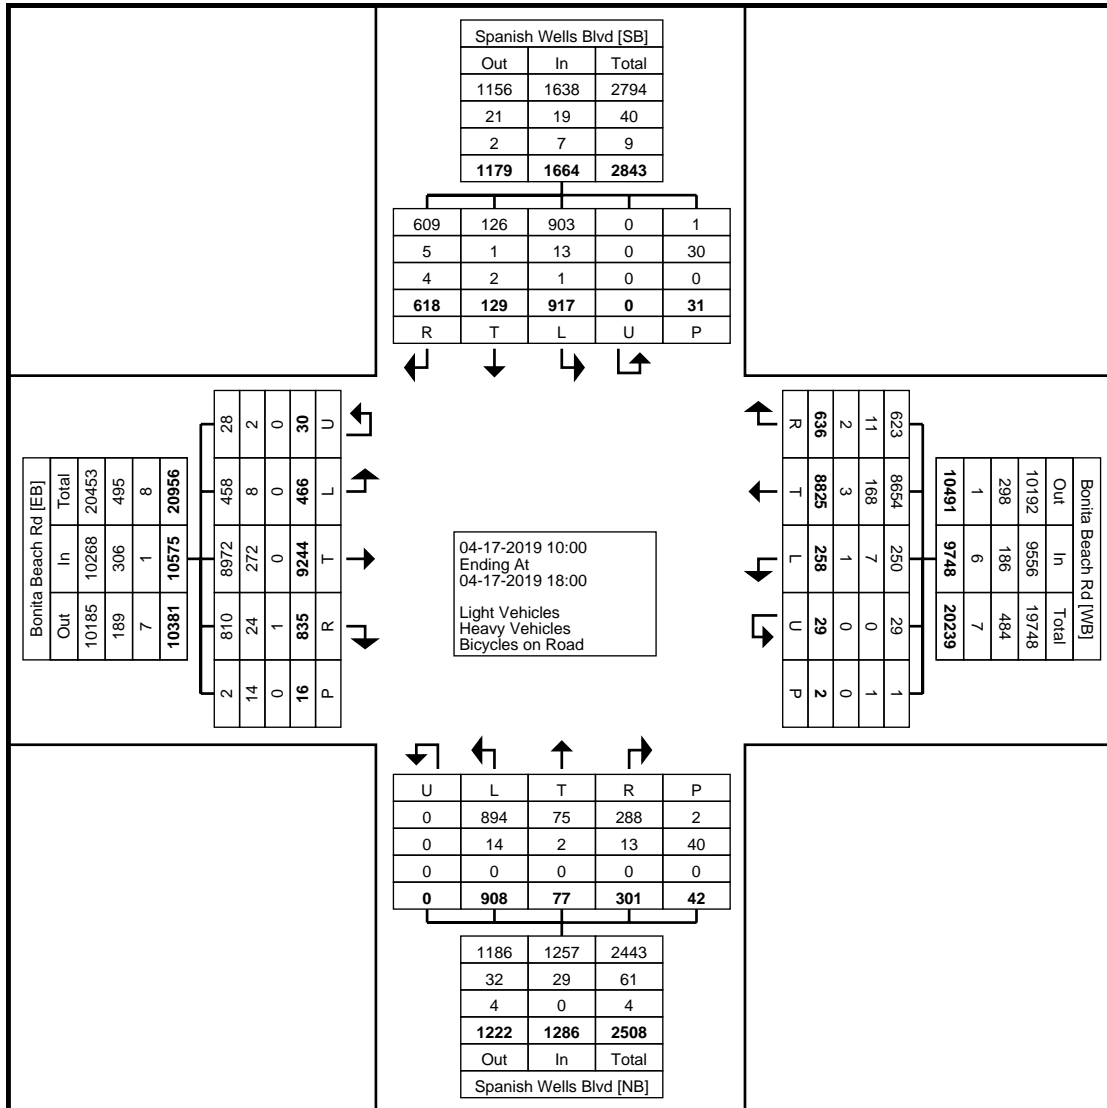 Spanish Wells Blvd [SB]
Out In Total
1156 1638 2794
21 19 40
2 7 9
1179 1664 2843
609 126 903 0 1
5 1 13 0 30
4 2 1 0 0
618 129 917 0 31
R T L U P
Bonita Beach Rd [EB]
Total 20453 495 8 20956
In 10268 306 1 10575
Out 10185 189 7 10381
28 2 0 30 U
458 8 0 466 L
8972 272 0 9244 T
810 24 1 835 R
2 14 0 16 P
04-17-2019 10:00
Ending At
04-17-2019 18:00
Light Vehicles
Heavy Vehicles
Bicycles on Road
R 636 2 11 623
T 8825 3 168 8654
L 258 1 7 250
U 29 0 0 29
P 2 0 1 1
Bonita Beach Rd [WB]
10491 1 298 10192 Out
9748 6 186 9556 In
20239 7 484 19748 Total
U L T R P
0 894 75 288 2
0 14 2 13 40
0 0 0 0 0
0 908 77 301 42
1186 1257 2443
32 29 61
4 0 4
1222 1286 2508
Out In Total
Spanish Wells Blvd [NB]